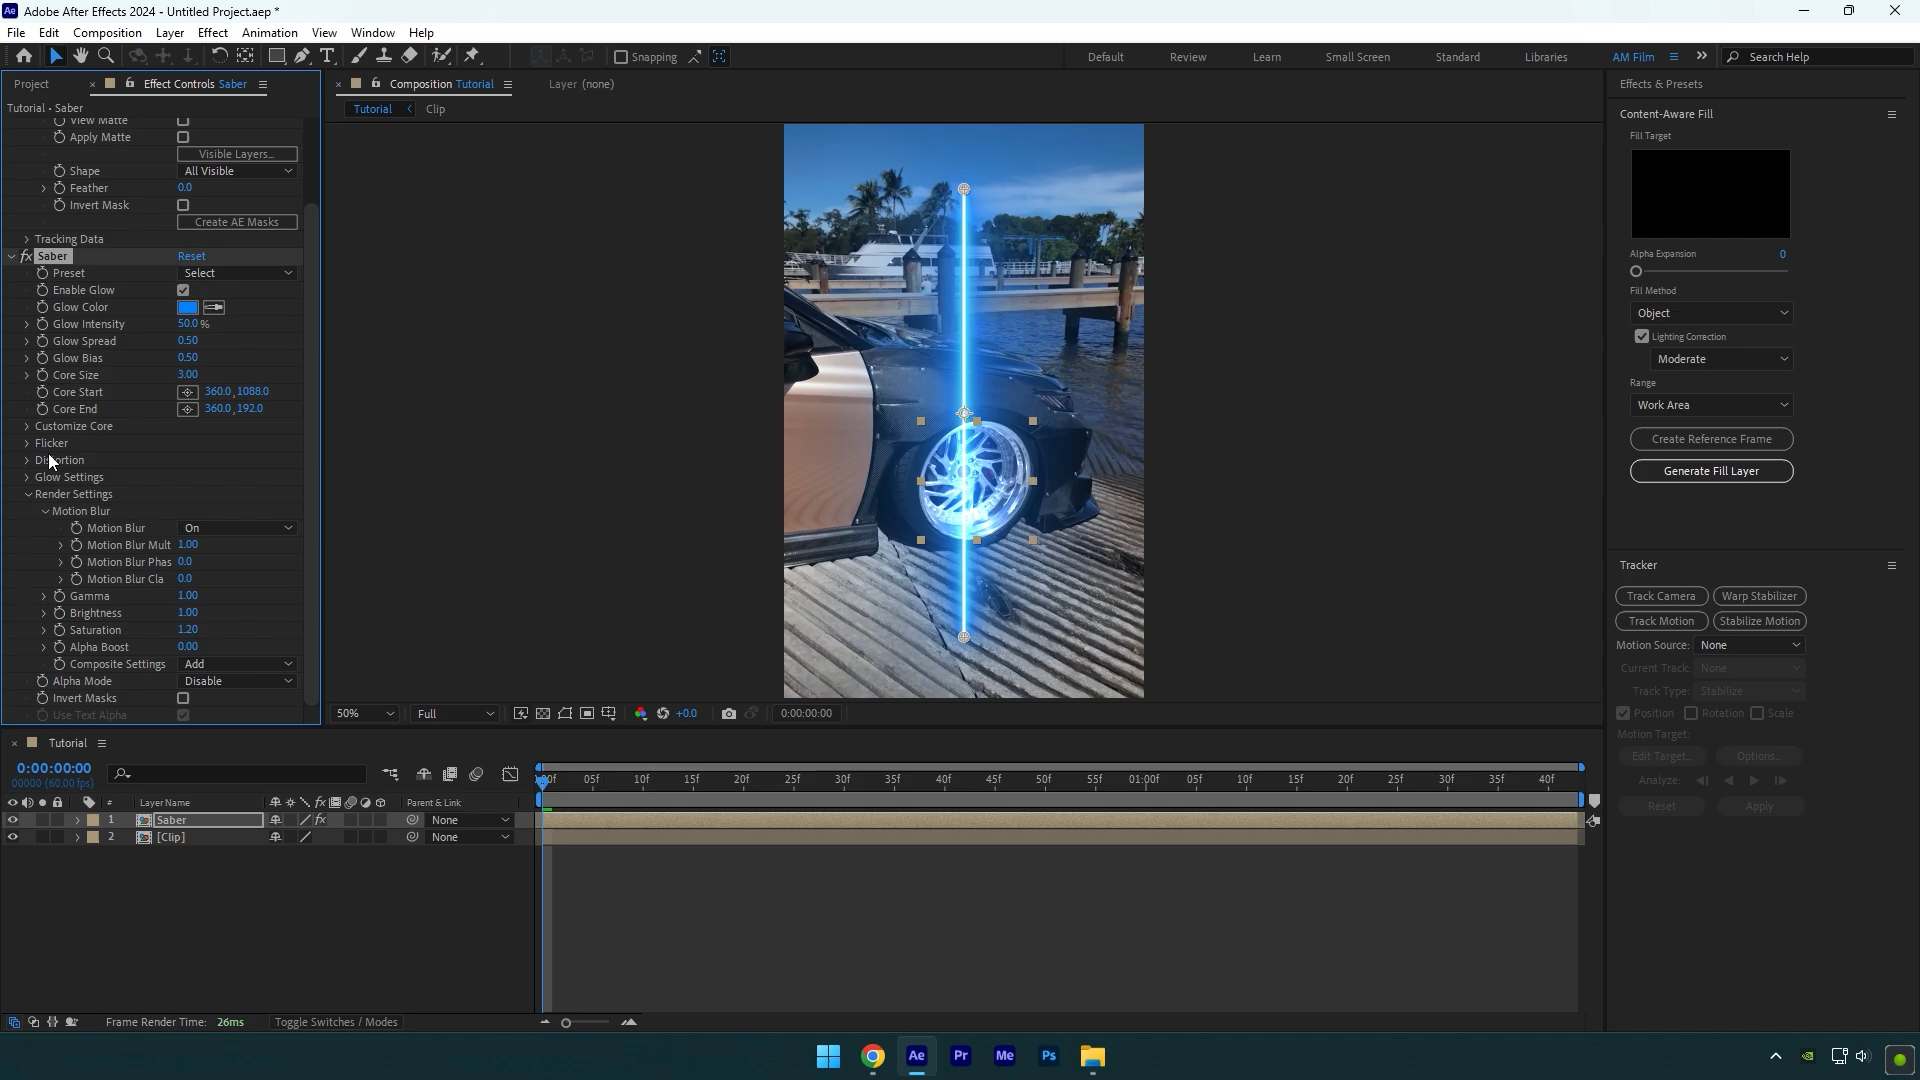 Adobe After Effects 2024 - Untitled Project.aep *
File Edit Composition Layer Effect Animation View Window Help
Snapping
Default Review Learn Small Screen Standard Libraries AM Film Search Help
Project Effect Controls Saber
Composition Tutorial Layer (none)
Effects & Presets
Tutorial • Saber
Tutorial Clip
View Matte
Apply Matte
Visible Layers...
Shape All Visible
Feather 0.0
Invert Mask
Create AE Masks
Tracking Data
fx Saber Reset
Preset Select
Enable Glow
Glow Color
Glow Intensity 50.0 %
Glow Spread 0.50
Glow Bias 0.50
Core Size 3.00
Core Start 360.0, 1088.0
Core End 360.0, 192.0
Customize Core
Flicker
Distortion
Glow Settings
Render Settings
Motion Blur
Motion Blur On
Motion Blur Mult 1.00
Motion Blur Phas 0.0
Motion Blur Cla 0.0
Gamma 1.00
Brightness 1.00
Saturation 1.20
Alpha Boost 0.00
Composite Settings Add
Alpha Mode Disable
Invert Masks
Use Text Alpha
50% Full +0.0 0:00:00:00
Content-Aware Fill
Fill Target
Alpha Expansion 0
Fill Method
Object
Lighting Correction
Moderate
Range
Work Area
Create Reference Frame
Generate Fill Layer
Tracker
Track Camera Warp Stabilizer
Track Motion Stabilize Motion
Motion Source: None
Current Track: None
Track Type: Stabilize
Position Rotation Scale
Motion Target:
Edit Target... Options...
Analyze:
Reset Apply
Tutorial
0:00:00:00
00000 (60.00 fps)
:00f 05f 10f 15f 20f 25f 30f 35f 40f 45f 50f 55f 01:00f 05f 10f 15f 20f 25f 30f 35f 40f
# Layer Name fx Parent & Link
1 Saber fx None
2 [Clip] None
Frame Render Time: 26ms Toggle Switches / Modes
Ae Pr Me Ps